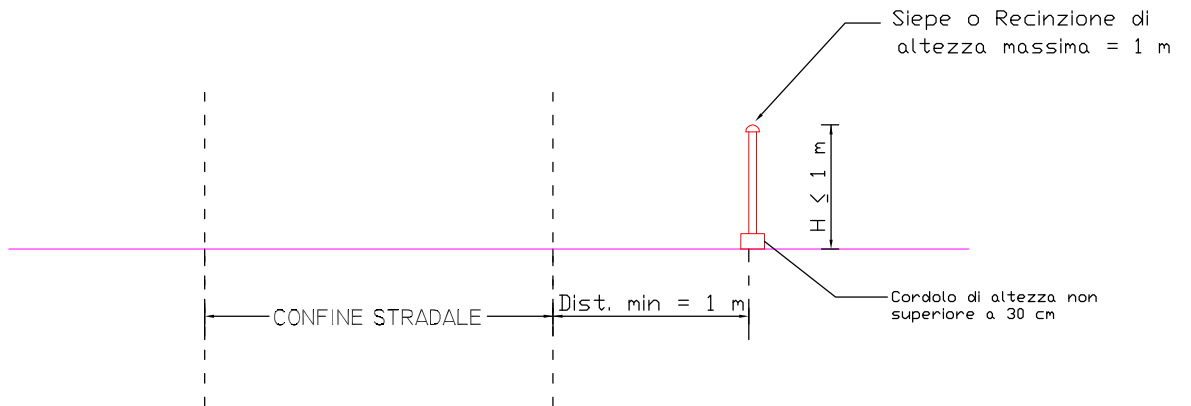 Siepe o Recinzione di
altezza massima = 1 m
H ≤ 1 m
Dist. min = 1 m
CONFINE STRADALE
Cordolo di altezza non
superiore a 30 cm